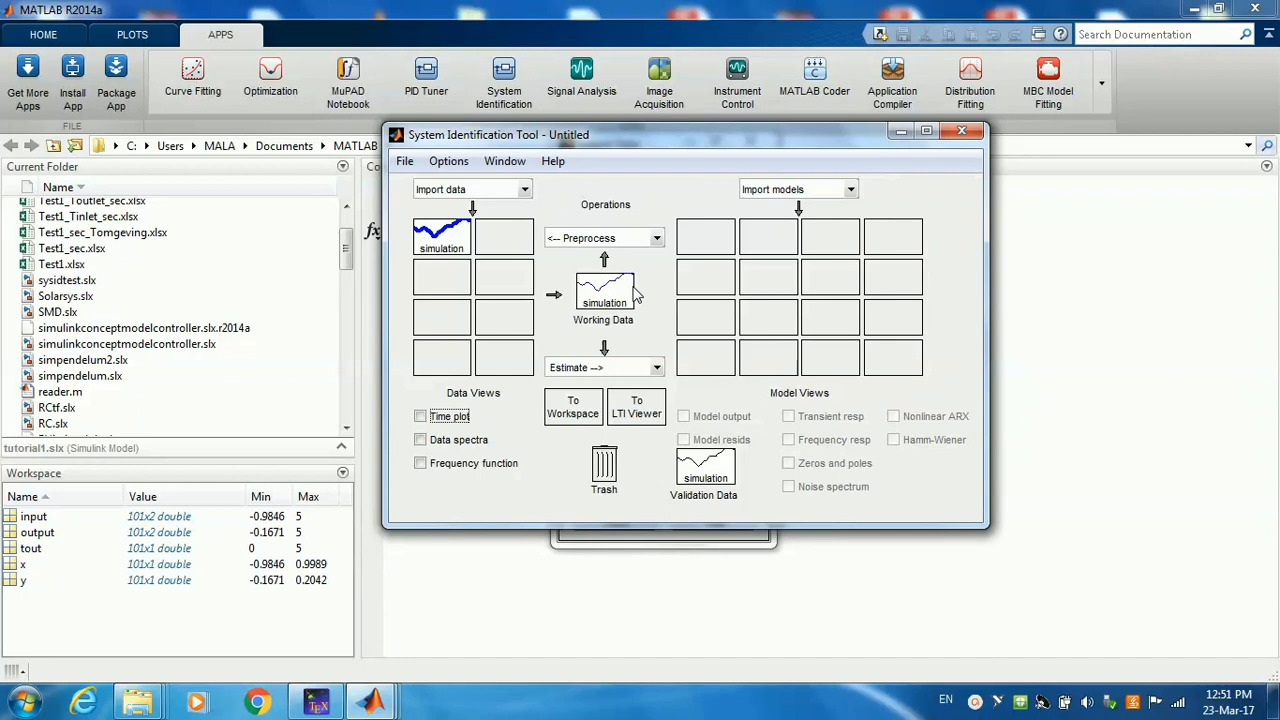 MATLAB R2014a
HOME
PLOTS
APPS
Search Documentation
Get More Apps
Install App
Package App
Curve Fitting
Optimization
MuPAD Notebook
PID Tuner
System Identification
Signal Analysis
Image Acquisition
Instrument Control
MATLAB Coder
Application Compiler
Distribution Fitting
MBC Model Fitting
FILE
C:
Users
MALA
Documents
MATLAB
Current Folder
Name
Test1_Toutlet_sec.xlsx
Test1_Tinlet_sec.xlsx
Test1_sec_Tomgeving.xlsx
Test1_sec.xlsx
Test1.xlsx
sysidtest.slx
Solarsys.slx
SMD.slx
simulinkconceptmodelcontroller.slx.r2014a
simulinkconceptmodelcontroller.slx
simpendelum2.slx
simpendelum.slx
reader.m
RCtf.slx
RC.slx
tutorial1.slx (Simulink Model)
Workspace
Name Value Min Max
input 101x2 double -0.9846 5
output 101x2 double -0.1671 5
tout 101x1 double 0 5
x 101x1 double -0.9846 0.9989
y 101x1 double -0.1671 0.2042
fx
System Identification Tool - Untitled
File Options Window Help
Import data
Import models
Operations
simulation
<-- Preprocess
simulation
Working Data
Estimate -->
Data Views
To Workspace
To LTI Viewer
Model Views
Time plot
Data spectra
Frequency function
Trash
Model output
Model resids
simulation
Validation Data
Transient resp
Frequency resp
Zeros and poles
Noise spectrum
Nonlinear ARX
Hamm-Wiener
EN
12:51 PM
23-Mar-17